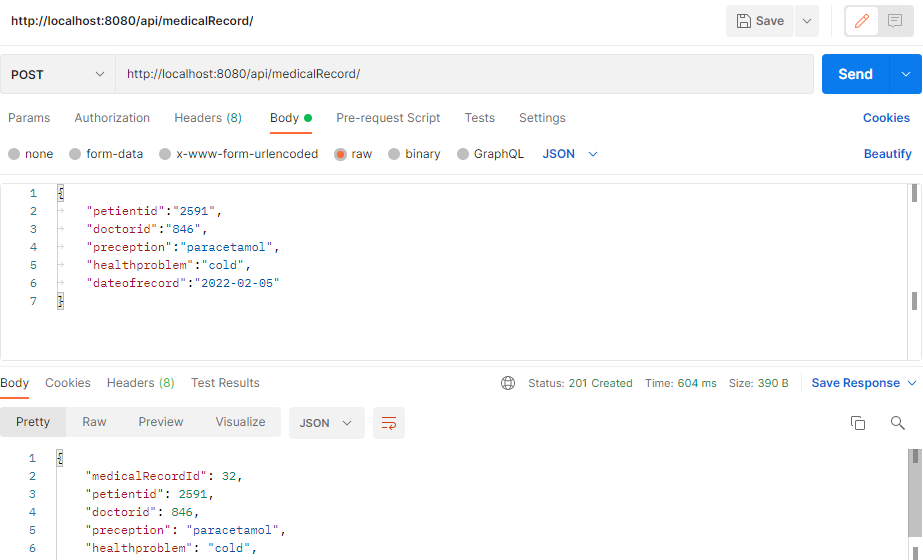 http://localhost:8080/api/medicalRecord/ Save
POST http://localhost:8080/api/medicalRecord/ Send
Params Authorization Headers (8) Body Pre-request Script Tests Settings Cookies
none form-data x-www-form-urlencoded raw binary GraphQL JSON Beautify
1 {
2 "petientid":"2591",
3 "doctorid":"846",
4 "preception":"paracetamol",
5 "healthproblem":"cold",
6 "dateofrecord":"2022-02-05"
7 }
Body Cookies Headers (8) Test Results Status: 201 Created Time: 604 ms Size: 390 B Save Response
Pretty Raw Preview Visualize JSON
1 {
2 "medicalRecordId": 32,
3 "petientid": 2591,
4 "doctorid": 846,
5 "preception": "paracetamol",
6 "healthproblem": "cold",